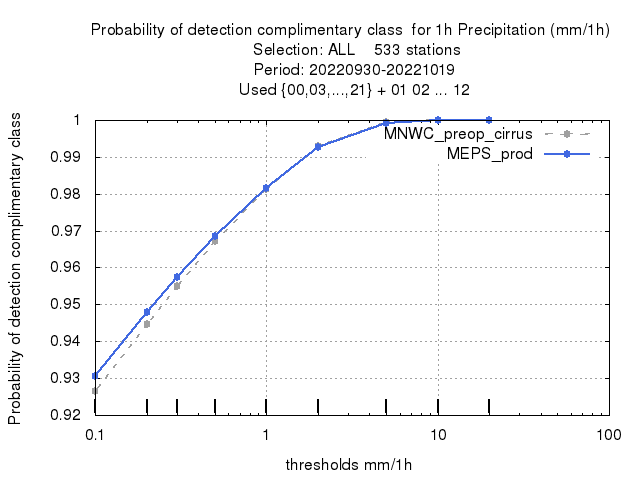 Probability of detection complimentary class  for 1h Precipitation (mm/1h)
Selection: ALL    533 stations
Period: 20220930-20221019
Used {00,03,...,21} + 01 02 ... 12
Probability of detection complimentary class
1
0.99
0.98
0.97
0.96
0.95
0.94
0.93
0.92
MNWC_preop_cirrus
MEPS_prod
0.1 1 10 100
thresholds mm/1h